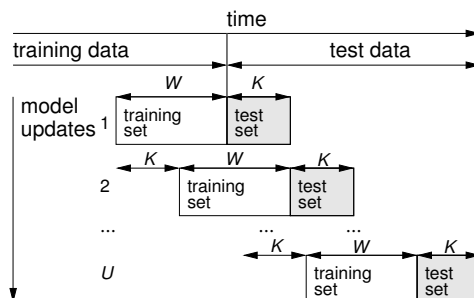 time
training data
test data
model
updates
W
K
1
training
set
test
set
K
W
K
2
training
set
test
set
...
...
...
K
W
K
U
training
set
test
set